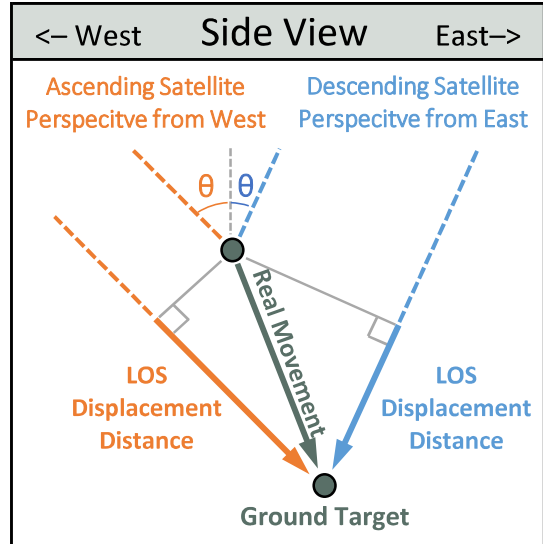 <– West Side View East–>
Ascending Satellite
Perspecitve from West
Descending Satellite
Perspecitve from East
θ θ
Real Movement
LOS
Displacement
Distance
LOS
Displacement
Distance
Ground Target